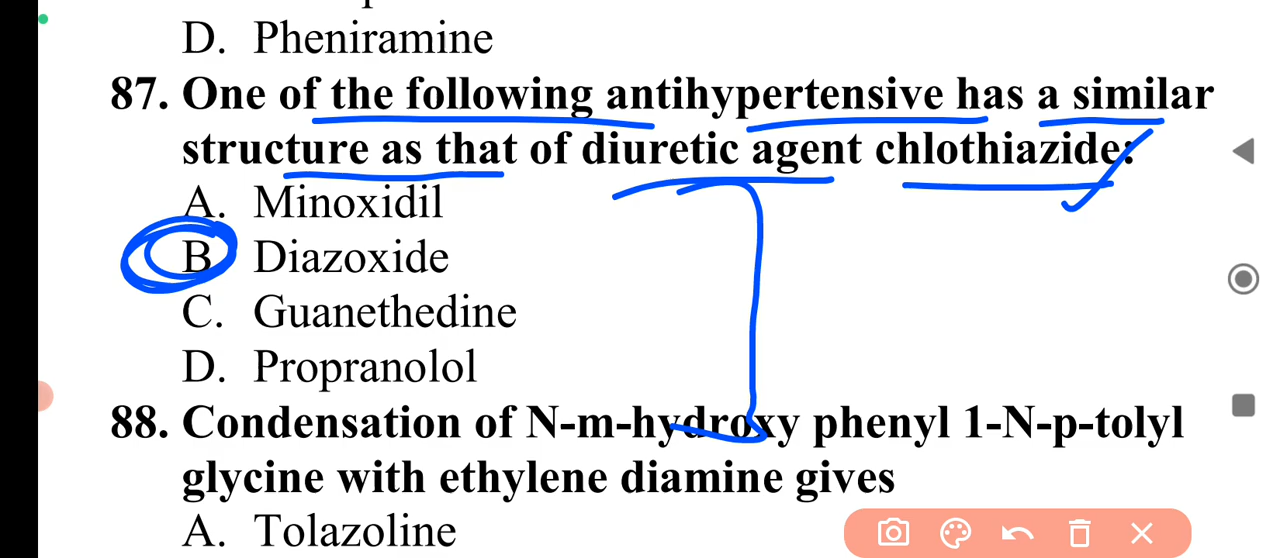 D. Pheniramine
87. One of the following antihypertensive has a similar
structure as that of diuretic agent chlothiazide:
A. Minoxidil
B. Diazoxide
C. Guanethedine
D. Propranolol
88. Condensation of N-m-hydroxy phenyl 1-N-p-tolyl
glycine with ethylene diamine gives
A. Tolazoline